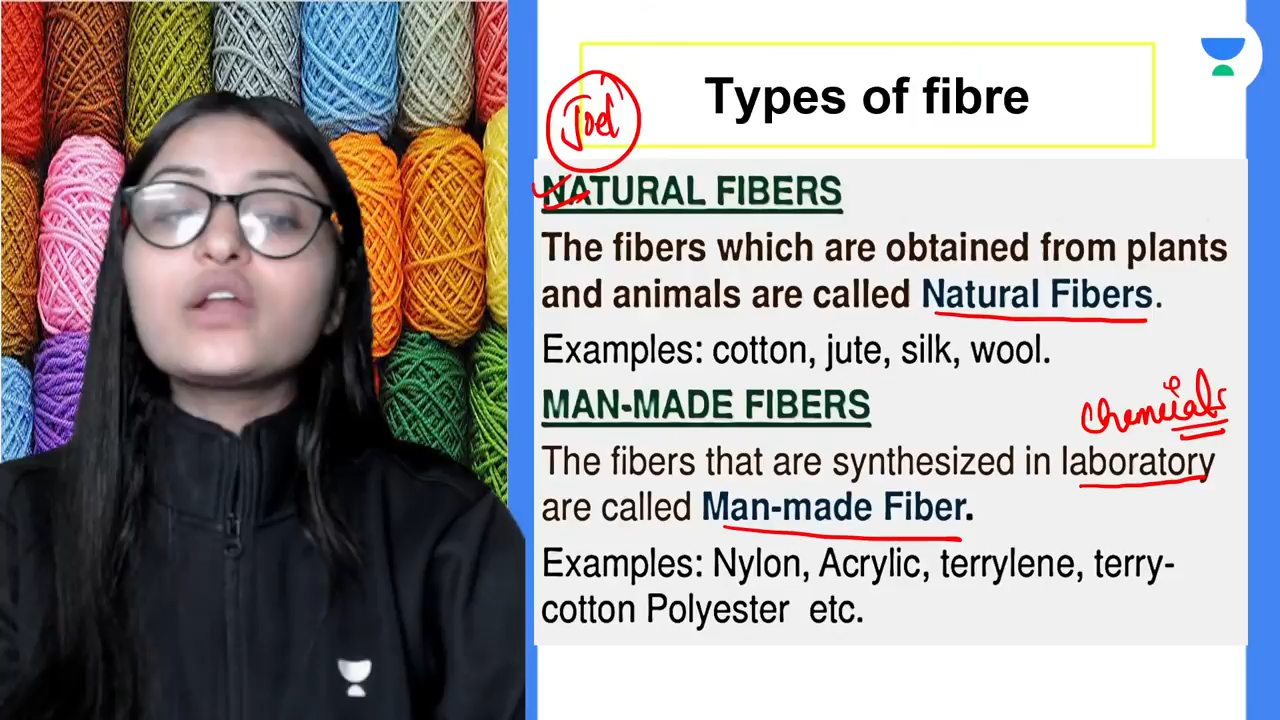 Types of fibre
Joel
NATURAL FIBERS
The fibers which are obtained from plants
and animals are called Natural Fibers.
Examples: cotton, jute, silk, wool.
MAN-MADE FIBERS
Chemicals
The fibers that are synthesized in laboratory
are called Man-made Fiber.
Examples: Nylon, Acrylic, terrylene, terry-
cotton Polyester etc.